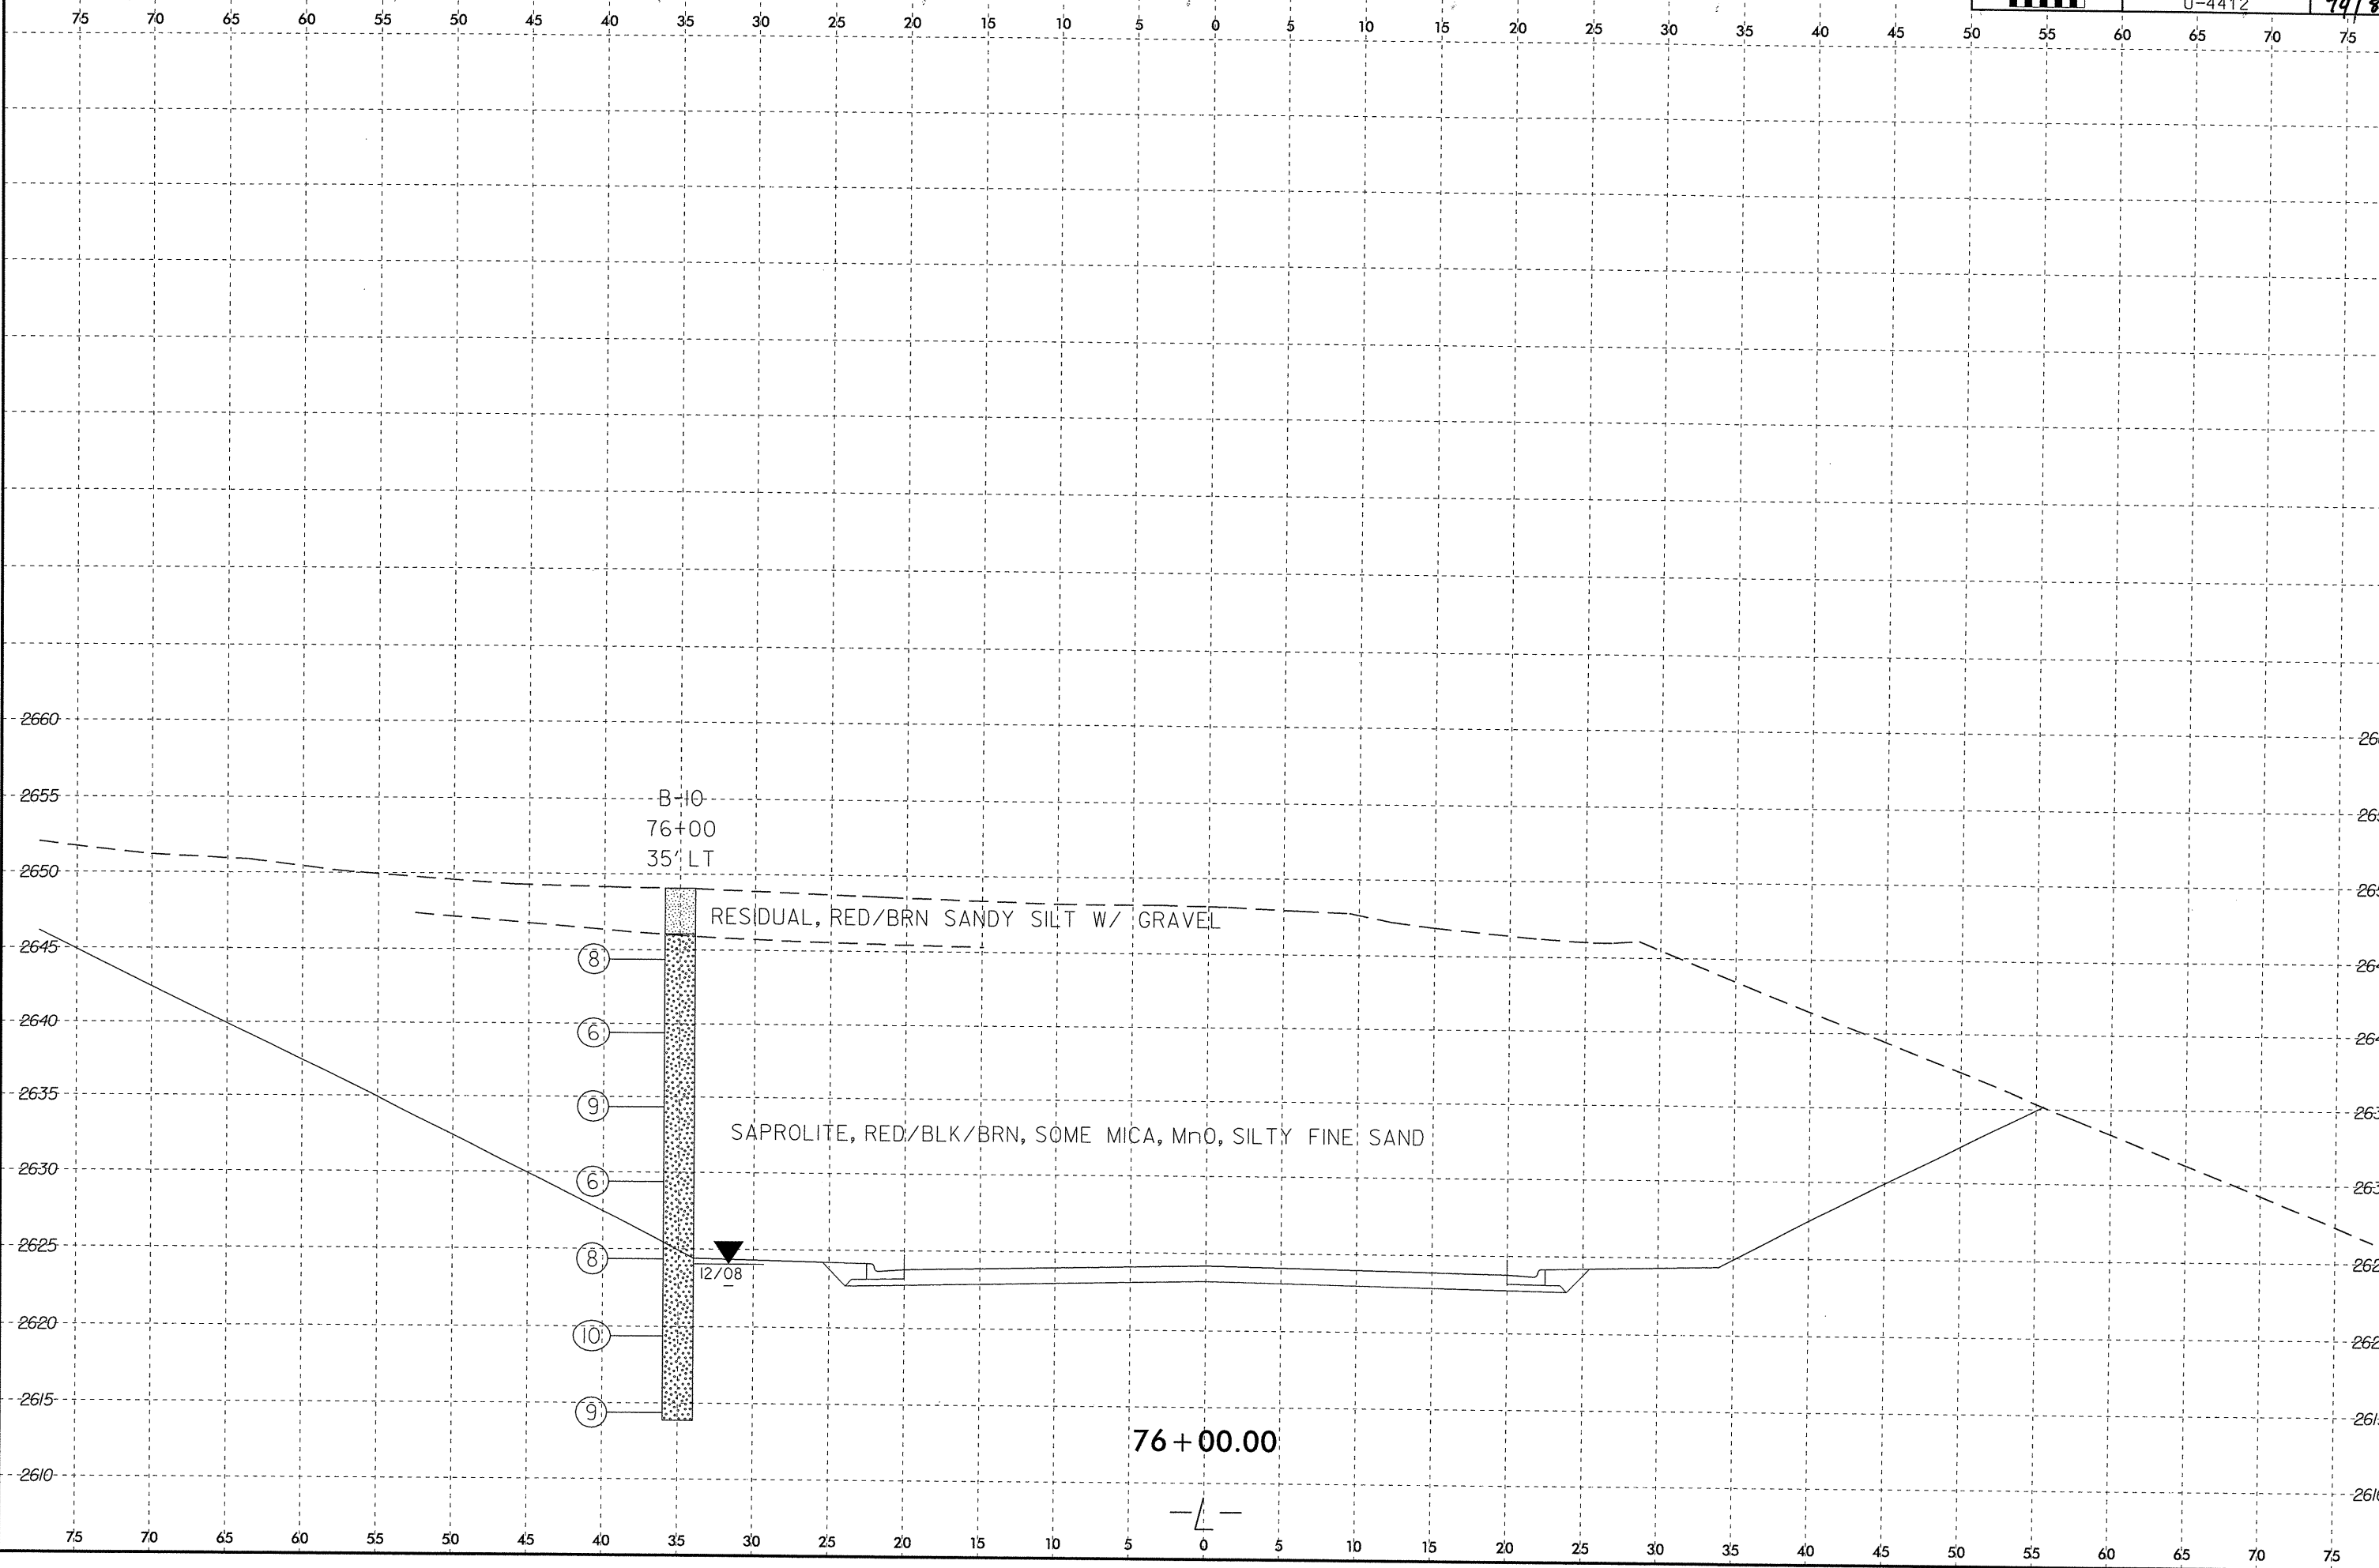 U-4412
75 70 65 60 55 50 45 40 35 30 25 20 15 10 5 0 5 10 15 20 25 30 35 40 45 50 55 60 65 70 75
2660
2655
B-10
76+00
35' LT
2650
RESIDUAL, RED/BRN SANDY SILT W/ GRAVEL
2645
8
2640
6
2635
9
SAPROLITE, RED/BLK/BRN, SOME MICA, MnO, SILTY FINE SAND
2630
6
2625
8
12/08
2620
10
2615
9
76+00.00
2610
-L-
75 70 65 60 55 50 45 40 35 30 25 20 15 10 5 0 5 10 15 20 25 30 35 40 45 50 55 60 65 70 75